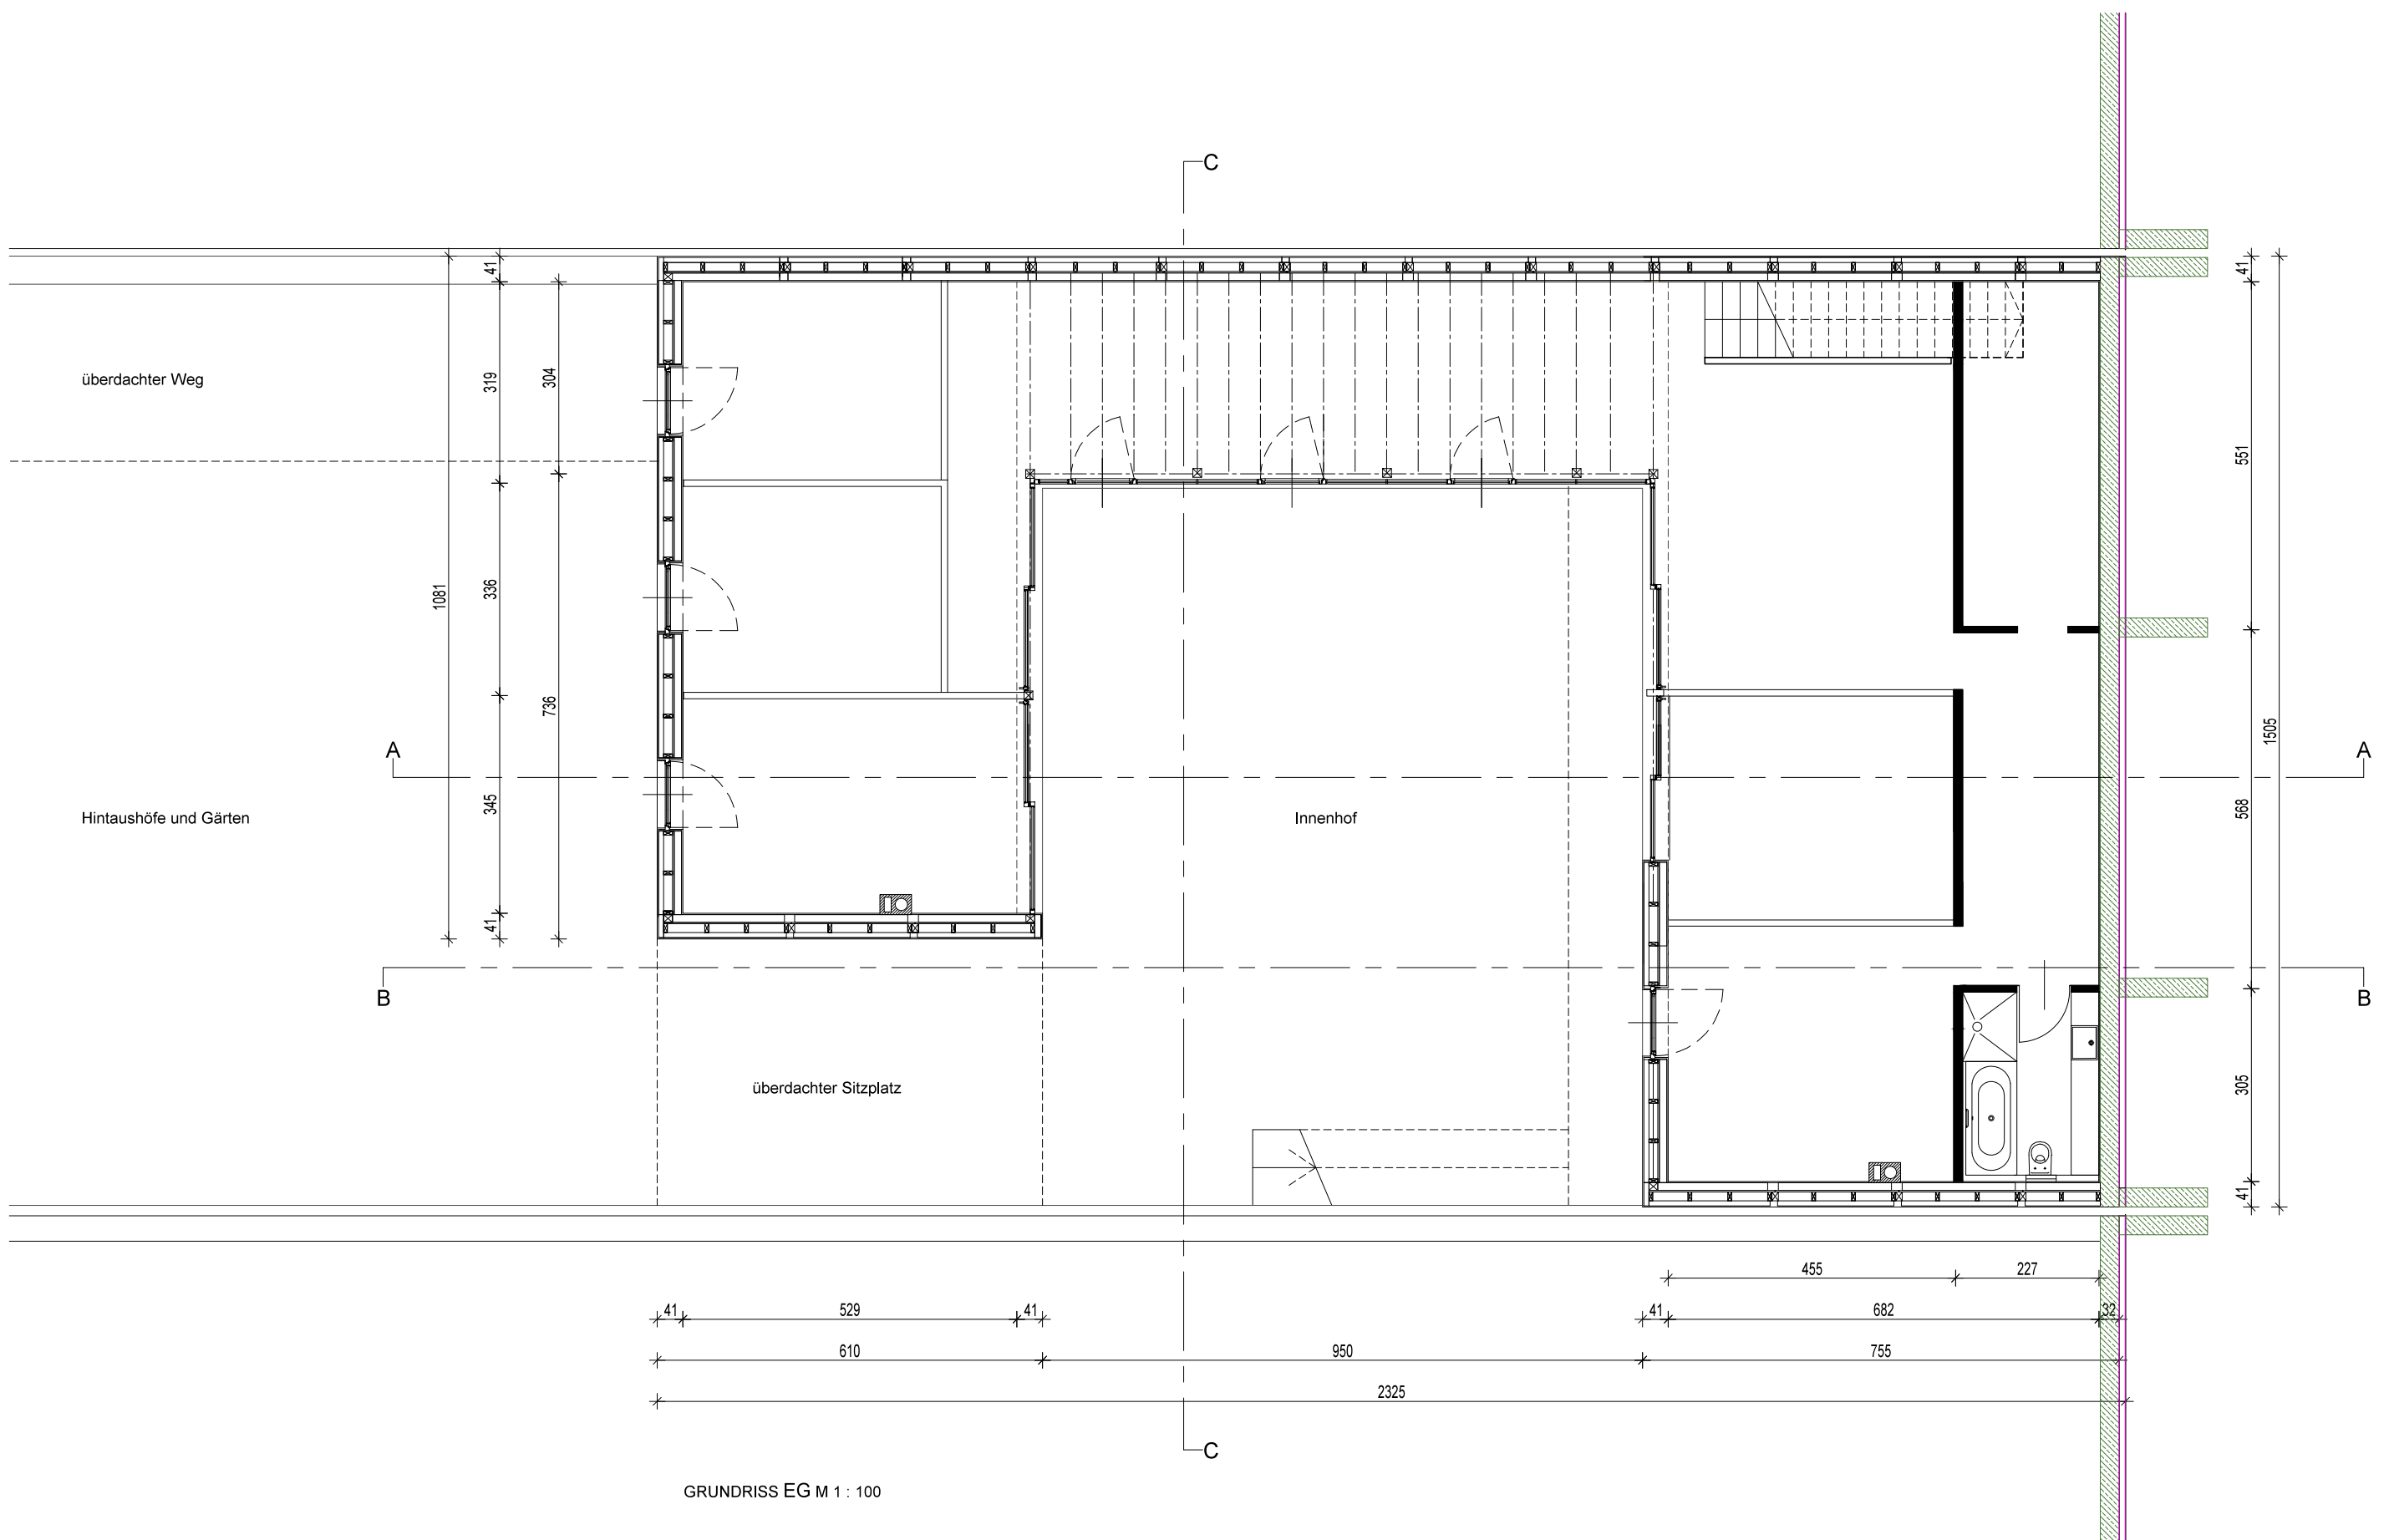 C
41
41
überdachter Weg
319
304
551
A
A
1081
336
736
1505
Hintaushöfe und Gärten
345
Innenhof
568
41
B
B
überdachter Sitzplatz
305
41
455
227
41
529
41
41
682
32
610
950
755
2325
C
GRUNDRISS EG M 1 : 100